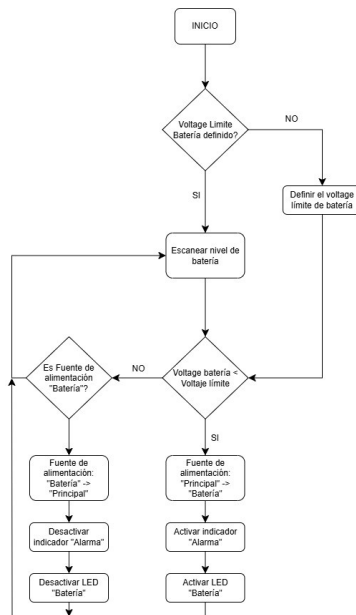 INICIO
Voltage Limite
Batería definido?
NO
SI
Definir el voltage
límite de batería
Escanear nivel de
batería
Es Fuente de
alimentación
"Batería"?
NO
Voltage batería <
Voltaje límite
SI
Fuente de
alimentación:
"Batería" ->
"Principal"
Fuente de
alimentación:
"Principal" ->
"Batería"
Desactivar
indicador "Alarma"
Activar indicador
"Alarma"
Desactivar LED
"Batería"
Activar LED
"Batería"